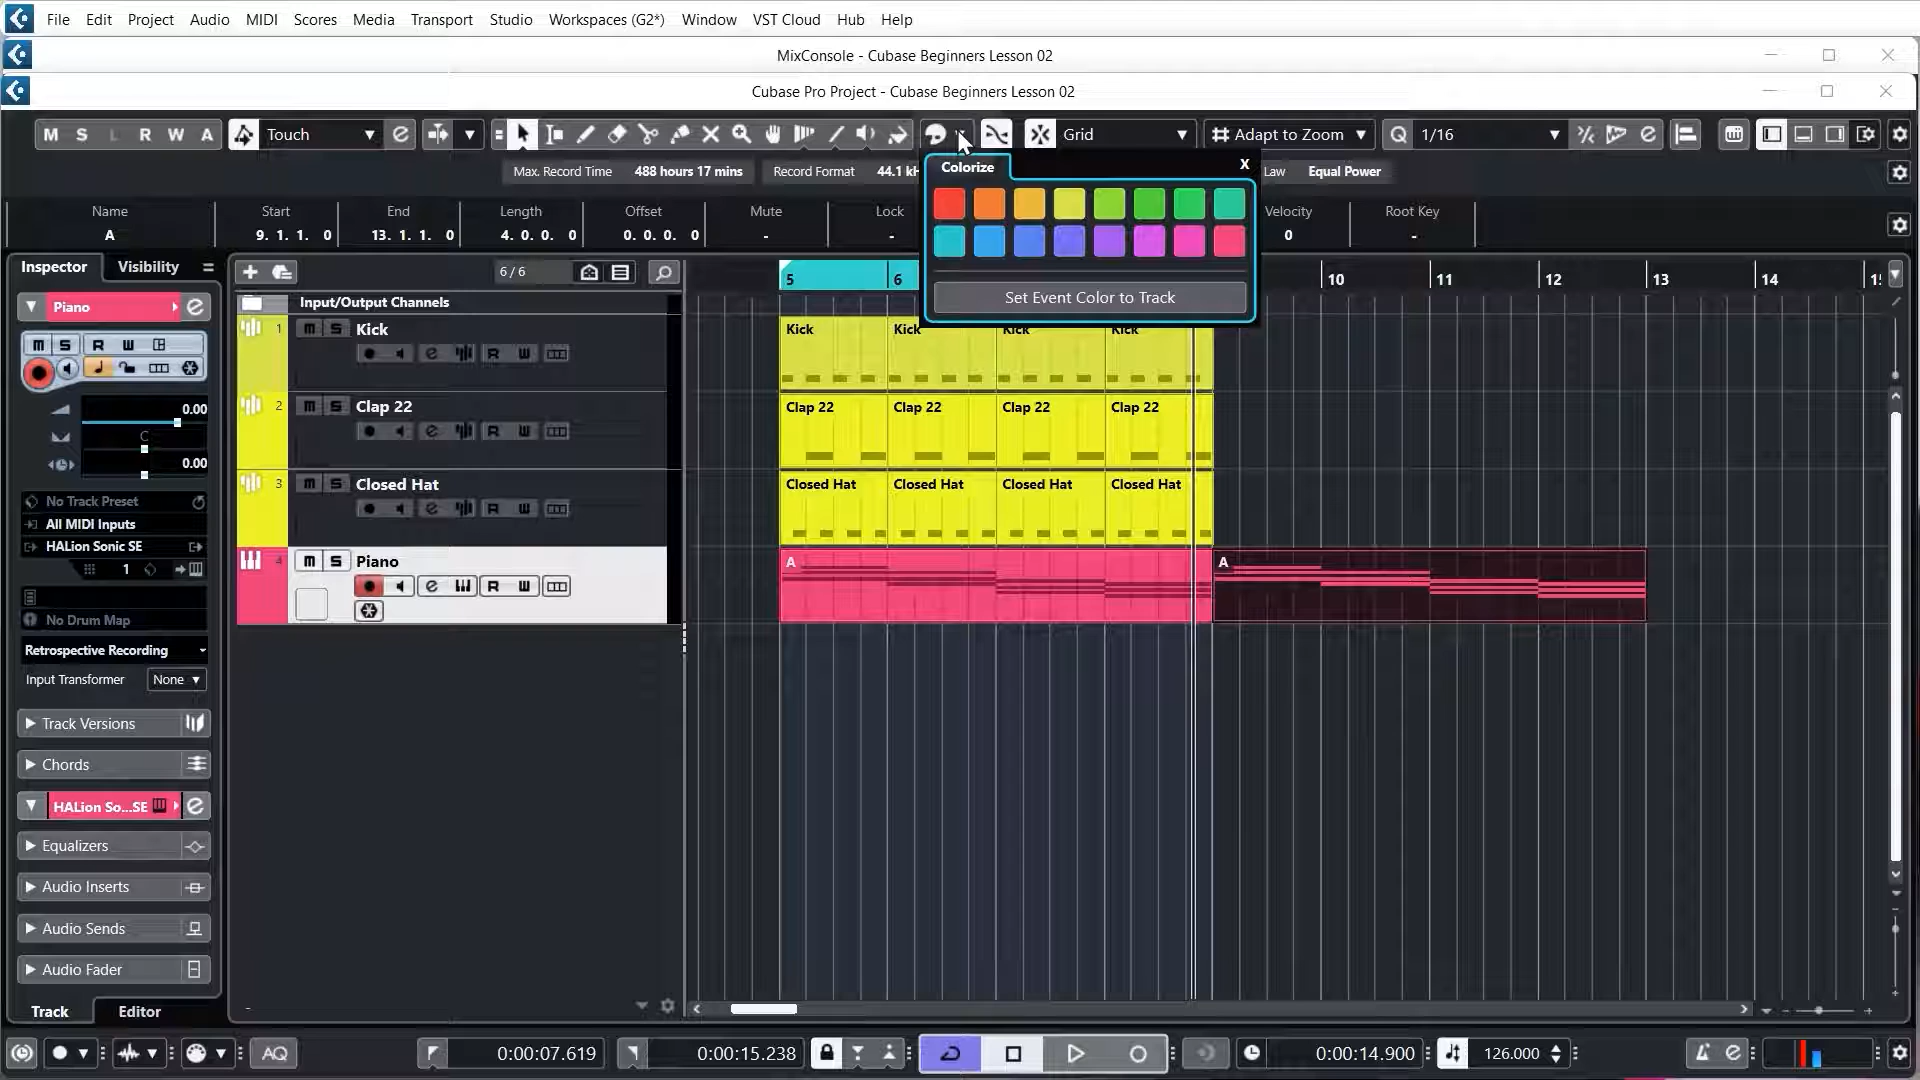 File Edit Project Audio MIDI Scores Media Transport Studio Workspaces (G2*) Window VST Cloud Hub Help
MixConsole - Cubase Beginners Lesson 02
Cubase Pro Project - Cubase Beginners Lesson 02
M S L R W A Touch Grid Adapt to Zoom Q 1/16
Max. Record Time 488 hours 17 mins Record Format 44.1 kH Law Equal Power
Colorize X
Name Start End Length Offset Mute Lock Velocity Root Key
A 9. 1. 1. 0 13. 1. 1. 0 4. 0. 0. 0 0. 0. 0. 0 - - 0 -
Set Event Color to Track
Inspector Visibility 6 / 6 5 6 10 11 12 13 14 1
Piano
Input/Output Channels
1 m S Kick Kick Kick Kick Kick
R W
2 m S Clap 22 Clap 22 Clap 22 Clap 22 Clap 22
R W
3 m S Closed Hat Closed Hat Closed Hat Closed Hat Closed Hat
R W
4 m S Piano A A
R W
m S R W
0.00
C
0.00
No Track Preset
All MIDI Inputs
HALion Sonic SE
1
No Drum Map
Retrospective Recording
Input Transformer None
Track Versions
Chords
HALion So...SE
Equalizers
Audio Inserts
Audio Sends
Audio Fader
Track Editor
AQ 0:00:07.619 0:00:15.238 0:00:14.900 126.000